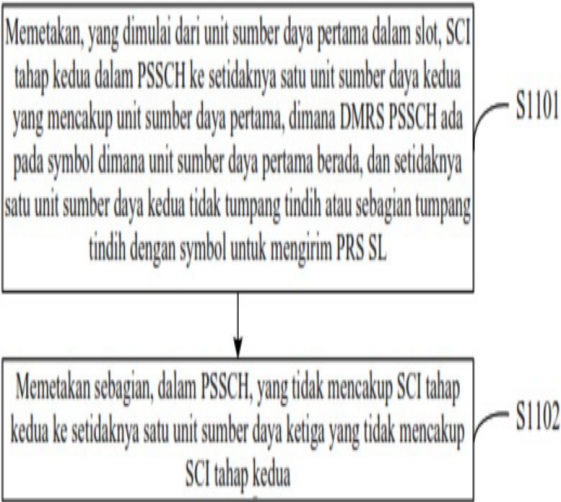 Memetakan, yang dimulai dari unit sumber daya pertama dalam slot, SCI
tahap kedua dalam PSSCH ke setidaknya satu unit sumber daya kedua
yang mencakup unit sumber daya pertama, dimana DMRS PSSCH ada
pada symbol dimana unit sumber daya pertama berada, dan setidaknya
satu unit sumber daya kedua tidak tumpang tindih atau sebagian tumpang
tindih dengan symbol untuk mengirim PRS SL
S1101
Memetakan sebagian, dalam PSSCH, yang tidak mencakup SCI tahap
kedua ke setidaknya satu unit sumber daya ketiga yang tidak mencakup
SCI tahap kedua
S1102